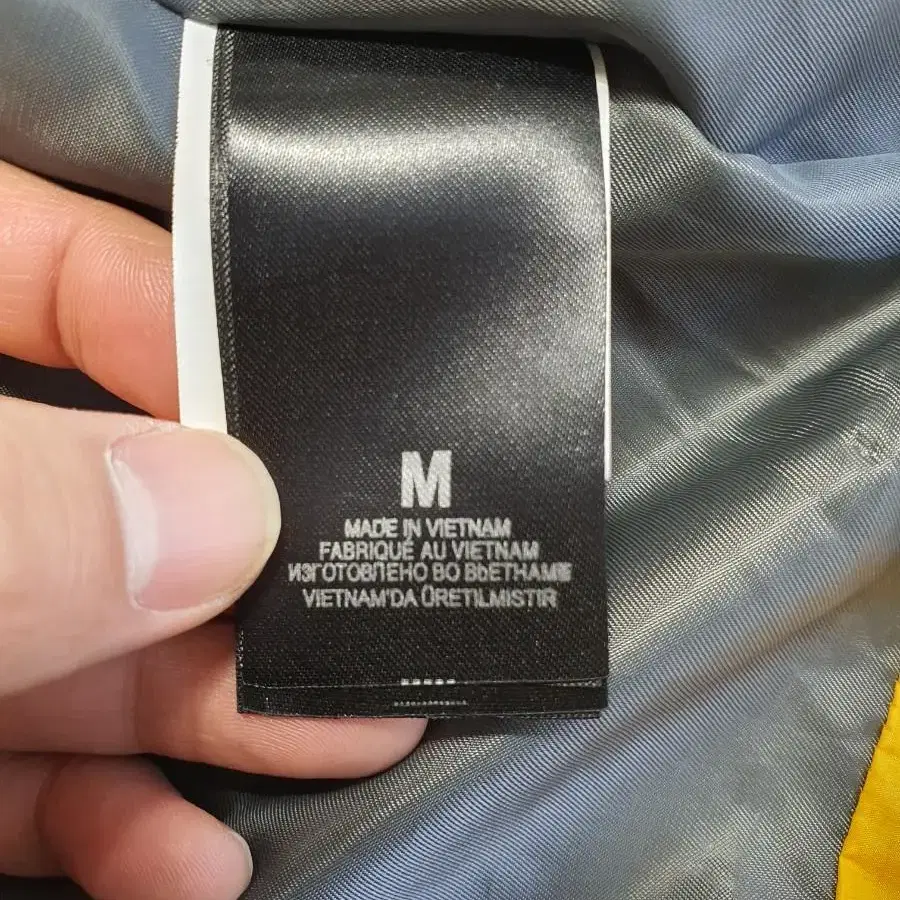 M
MADE IN VIETNAM
FABRIQUÉ AU VIETNAM
ИЗГОТОВЛЕНО ВО ВЬЕТНАМЕ
VIETNAM'DA ÜRETILMISTIR